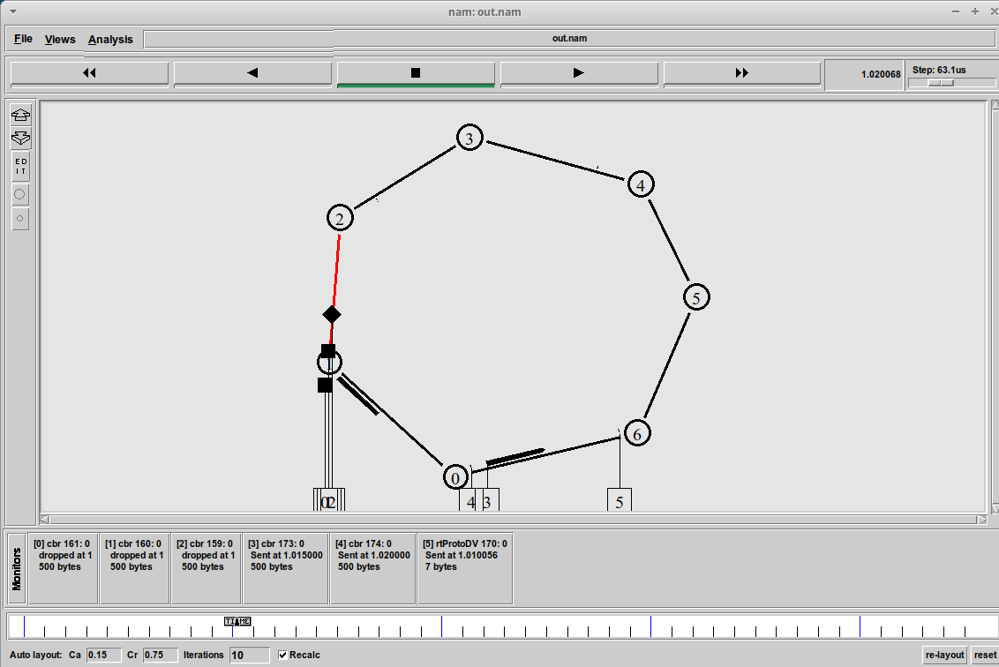 nam: out.nam
File Views Analysis out.nam
1.020068 Step: 63.1us
ED
IT
3
4
2
5
1
6
0
0 2 4 3 5
Monitors
[0] cbr 161: 0
dropped at 1
500 bytes
[1] cbr 160: 0
dropped at 1
500 bytes
[2] cbr 159: 0
dropped at 1
500 bytes
[3] cbr 173: 0
Sent at 1.015000
500 bytes
[4] cbr 174: 0
Sent at 1.020000
500 bytes
[5] rtProtoDV 170: 0
Sent at 1.010056
7 bytes
TIME
Auto layout: Ca 0.15 Cr 0.75 Iterations 10 Recalc re-layout reset